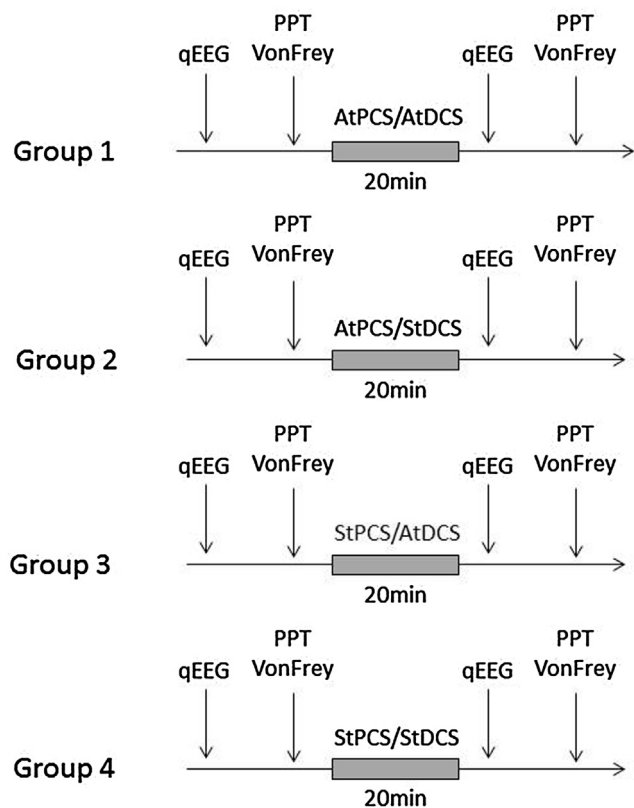 PPT PPT
qEEG VonFrey qEEG VonFrey
AtPCS/AtDCS
Group 1
20min
PPT PPT
qEEG VonFrey qEEG VonFrey
AtPCS/StDCS
Group 2
20min
PPT PPT
qEEG VonFrey qEEG VonFrey
StPCS/AtDCS
Group 3
20min
PPT PPT
qEEG VonFrey qEEG VonFrey
StPCS/StDCS
Group 4
20min